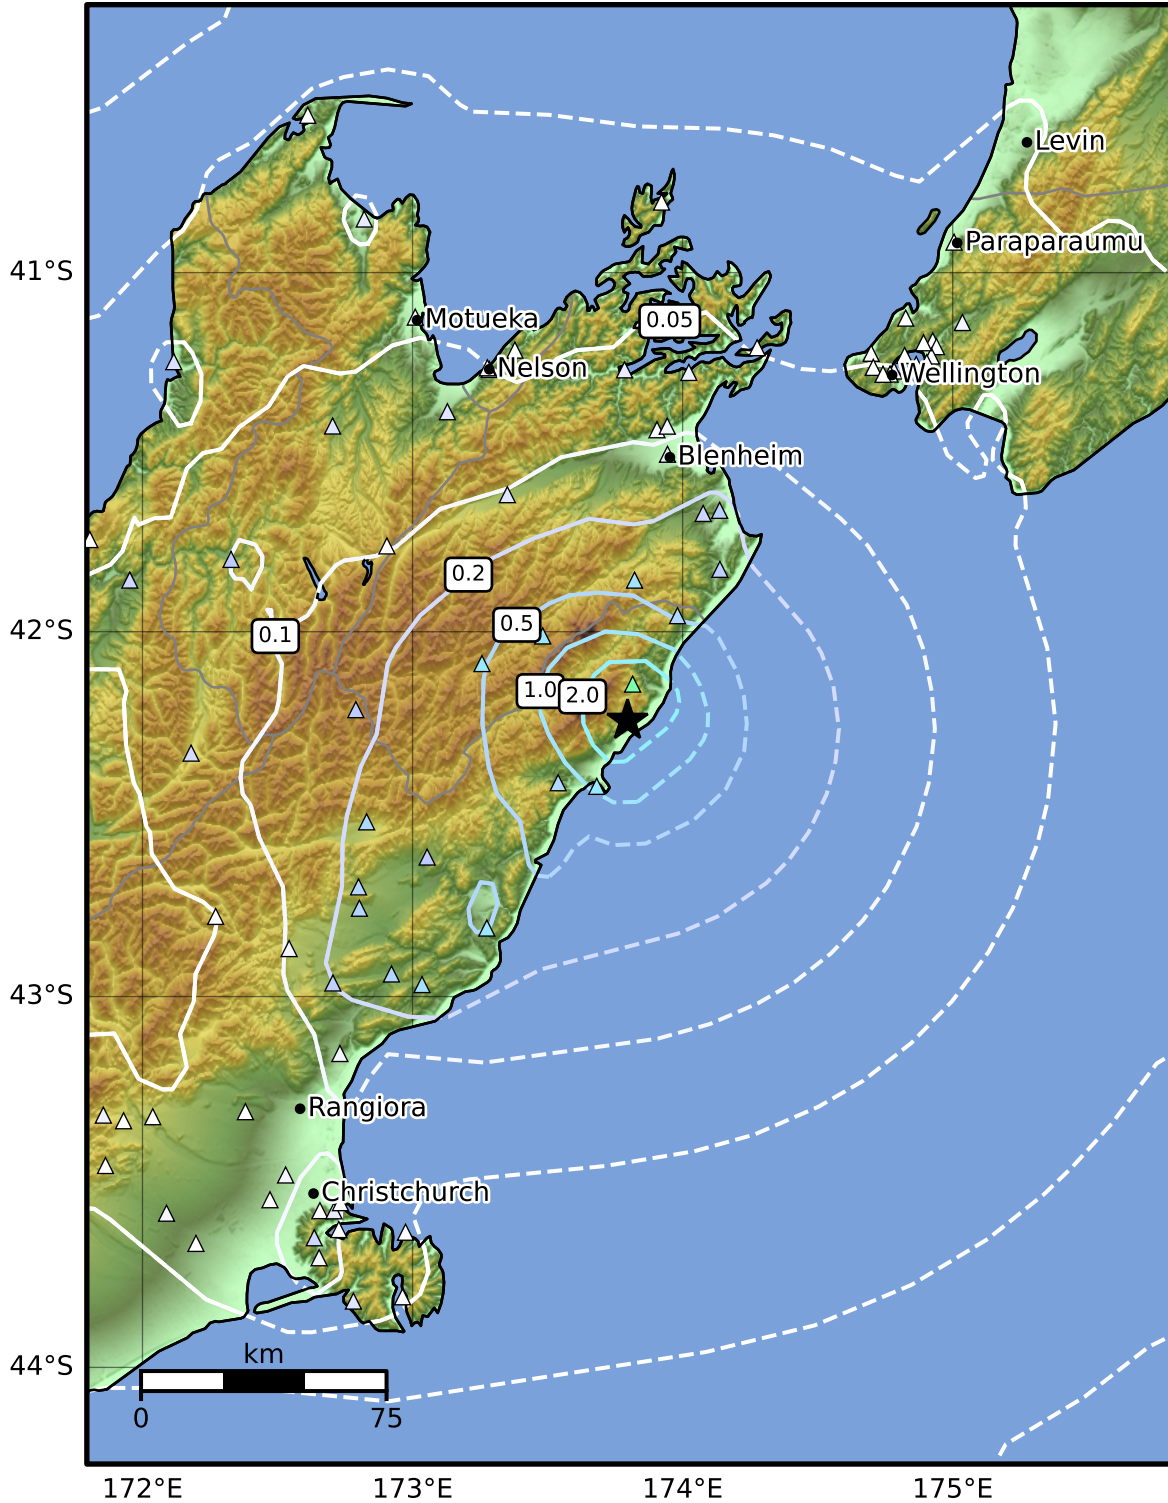 Levin
Paraparaumu
41°S
Motueka
0.05
Nelson
Wellington
Blenheim
0.2
0.5
42°S
0.1
1.0
2.0
43°S
Rangiora
Christchurch
km
44°S
0
75
172°E
173°E
174°E
175°E